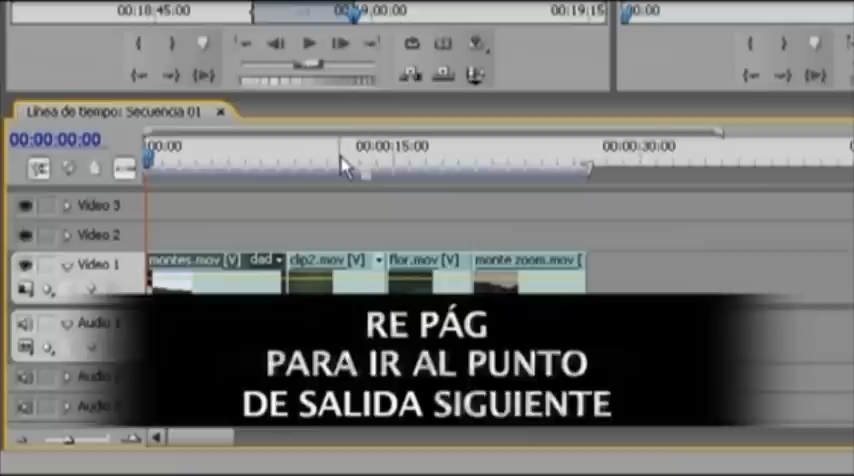 00:18:45:00
00:19:00:00
00:19:15
00:00
Línea de tiempo: Secuencia 01 ×
00:00:00:00
00:00
00:00:15:00
00:00:30:00
Video 3
Video 2
Video 1
montes.mov [V]
clip2.mov [V]
flor.mov [V]
monte zoom.mov [
Audio
Audio
Audio
RE PÁG
PARA IR AL PUNTO
DE SALIDA SIGUIENTE